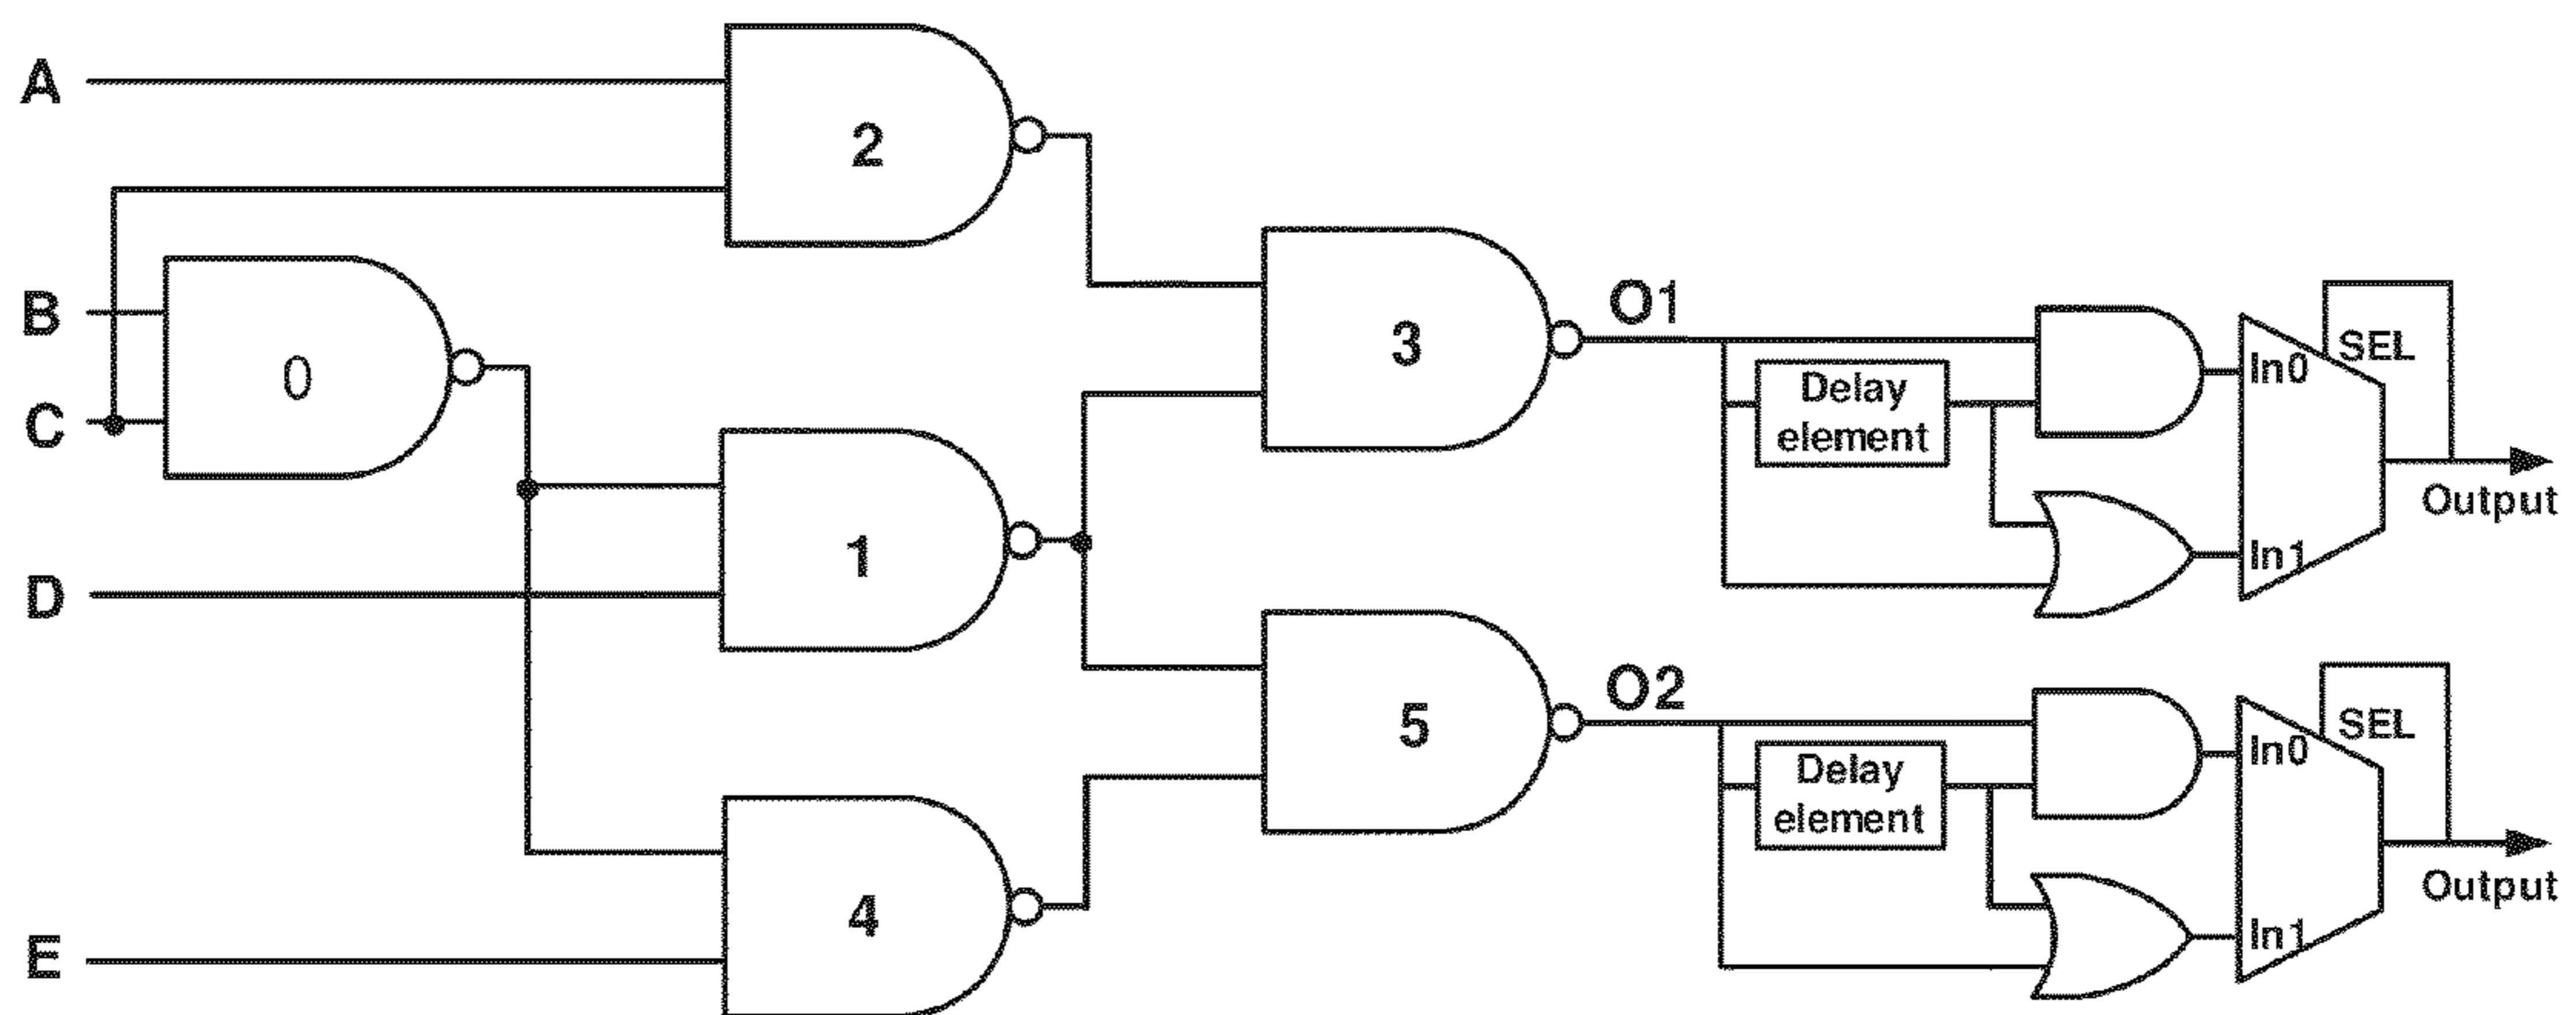 A
2
B
0
C
3
O1
Delay
element
In0
SEL
In1
Output
D
1
5
O2
Delay
element
In0
SEL
In1
Output
4
E